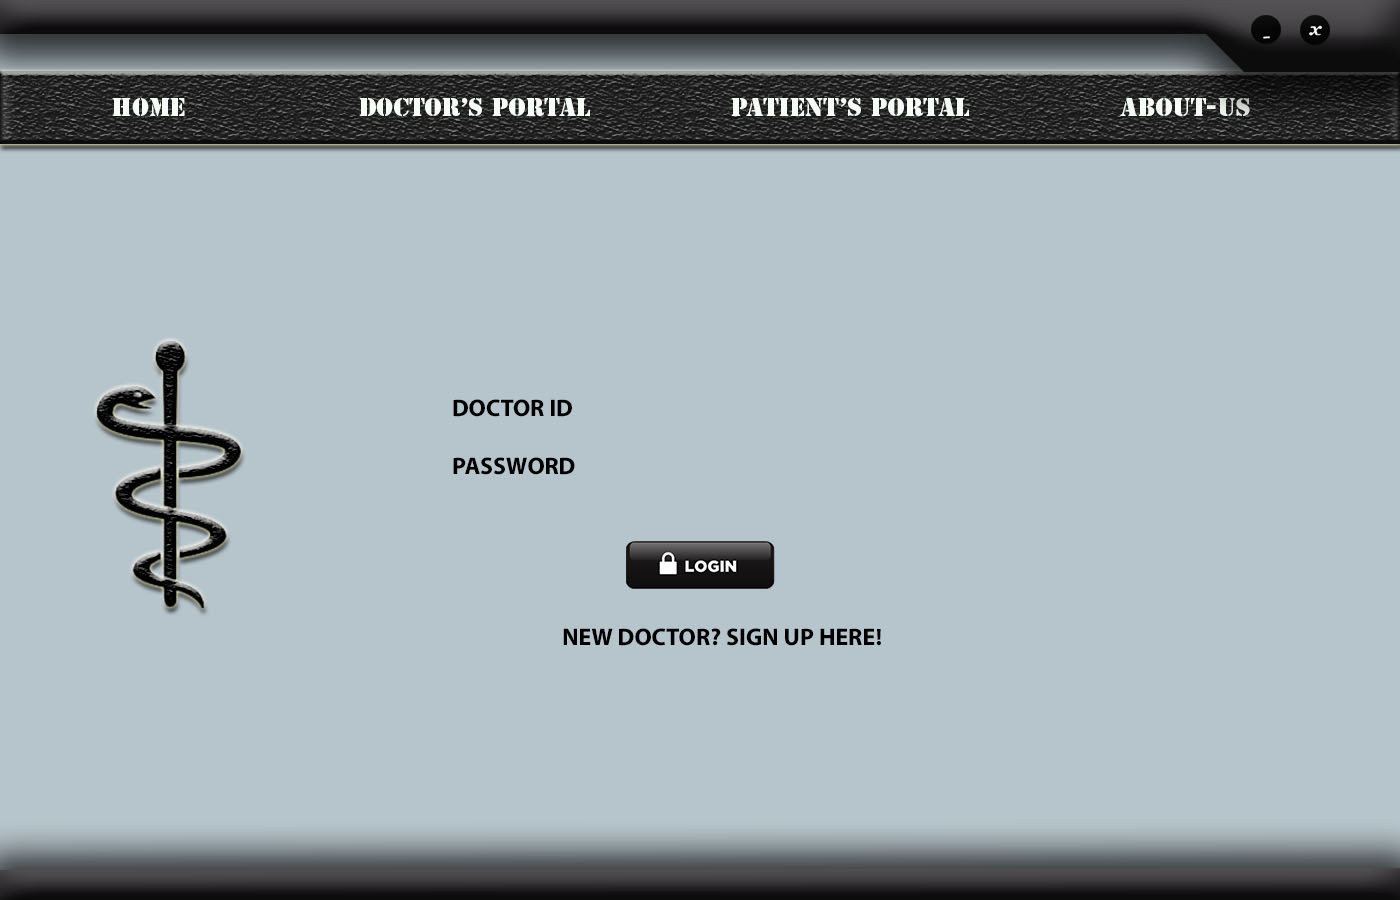 _ x
HOME DOCTOR'S PORTAL PATIENT'S PORTAL ABOUT-US
DOCTOR ID
PASSWORD
LOGIN
NEW DOCTOR? SIGN UP HERE!